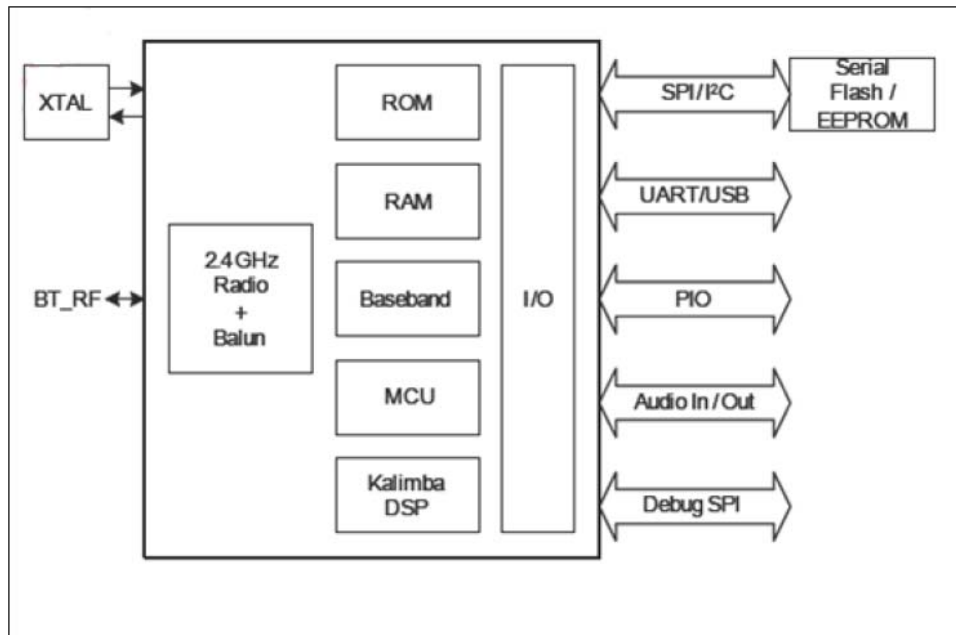 XTAL
BT_RF
2.4GHz
Radio
+
Balun
ROM
RAM
Baseband
MCU
Kalimba
DSP
I/O
SPI/I²C
UART/USB
PIO
Audio In / Out
Debug SPI
Serial
Flash /
EEPROM